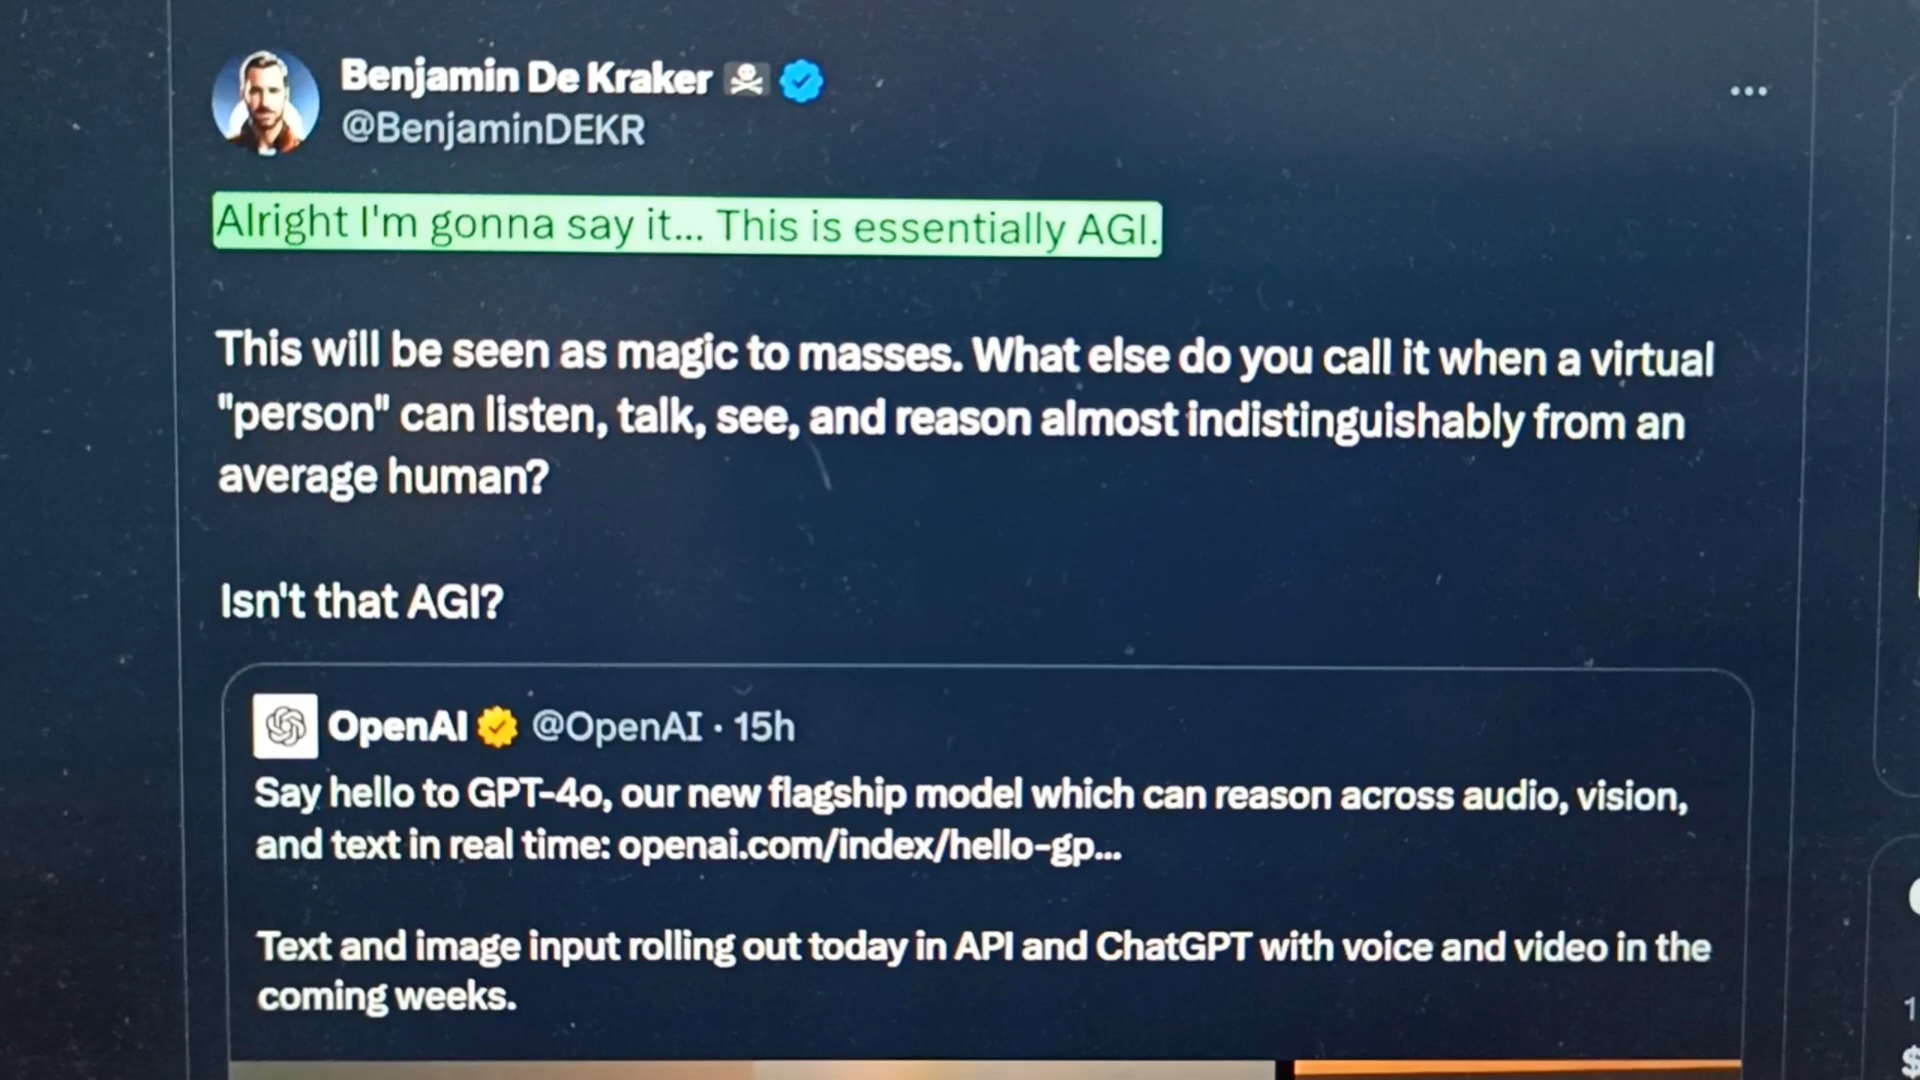 Benjamin De Kraker ☠️
@BenjaminDEKR
Alright I'm gonna say it... This is essentially AGI.
This will be seen as magic to masses. What else do you call it when a virtual
"person" can listen, talk, see, and reason almost indistinguishably from an
average human?
Isn't that AGI?
OpenAI @OpenAI · 15h
Say hello to GPT-4o, our new flagship model which can reason across audio, vision,
and text in real time: openai.com/index/hello-gp...
Text and image input rolling out today in API and ChatGPT with voice and video in the
coming weeks.
1
$